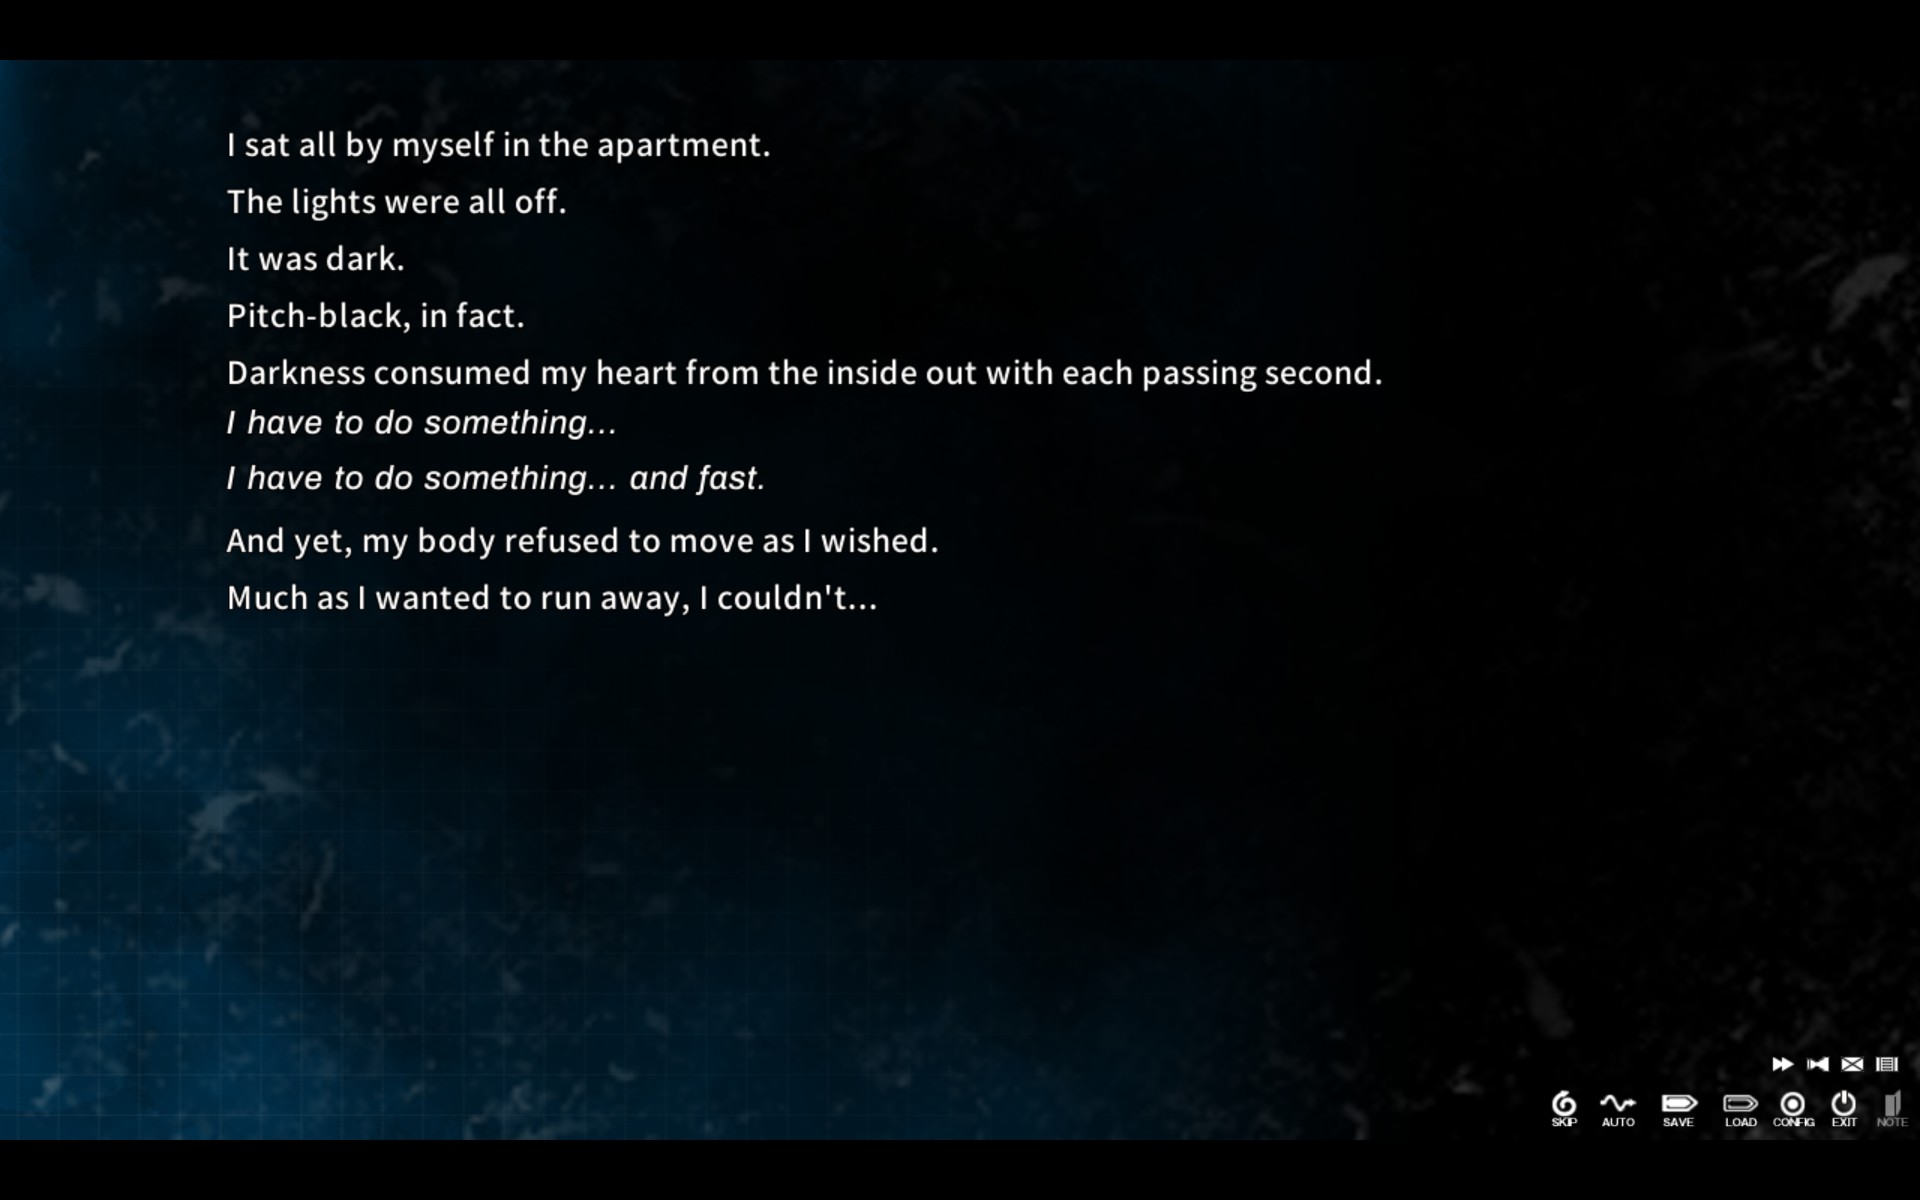 I sat all by myself in the apartment.
The lights were all off.
It was dark.
Pitch-black, in fact.
Darkness consumed my heart from the inside out with each passing second.
I have to do something...
I have to do something... and fast.
And yet, my body refused to move as I wished.
Much as I wanted to run away, I couldn't...
SKIP AUTO SAVE LOAD CONFIG EXIT NOTE